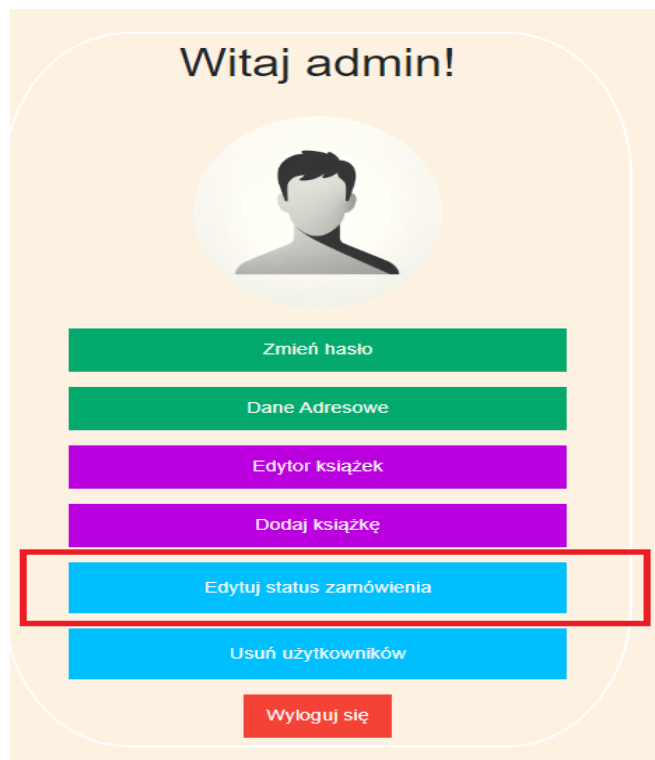 Witaj admin!
Zmień hasło
Dane Adresowe
Edytor książek
Dodaj książkę
Edytuj status zamówienia
Usuń użytkowników
Wyloguj się